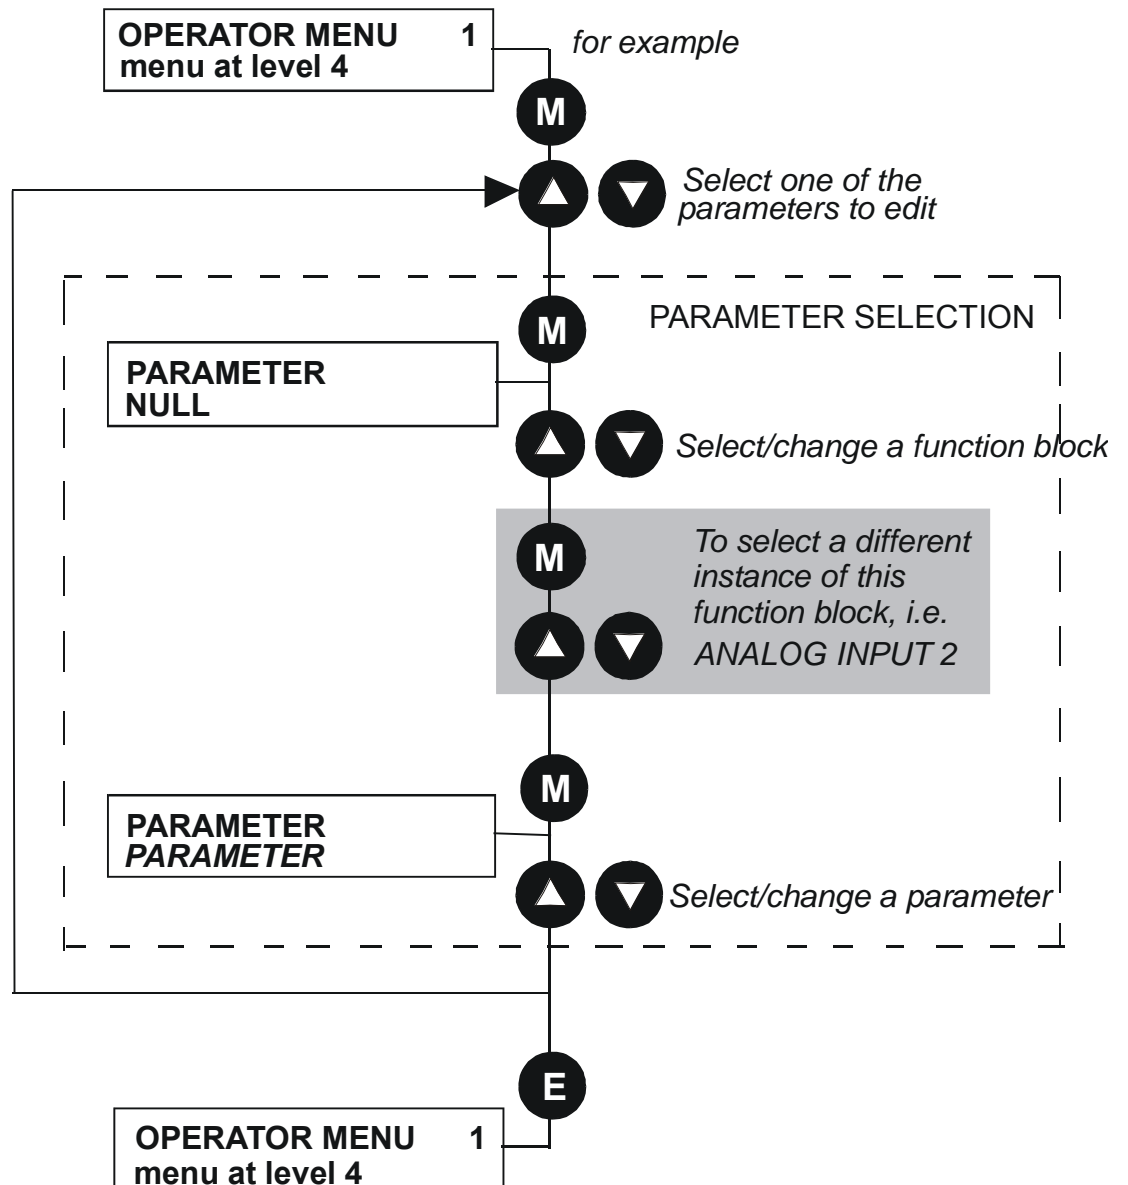 OPERATOR MENU 1
menu at level 4
for example
M
Select one of the
parameters to edit
M
PARAMETER SELECTION
PARAMETER
NULL
Select/change a function block
M
To select a different
instance of this
function block, i.e.
ANALOG INPUT 2
M
PARAMETER
PARAMETER
Select/change a parameter
E
OPERATOR MENU 1
menu at level 4